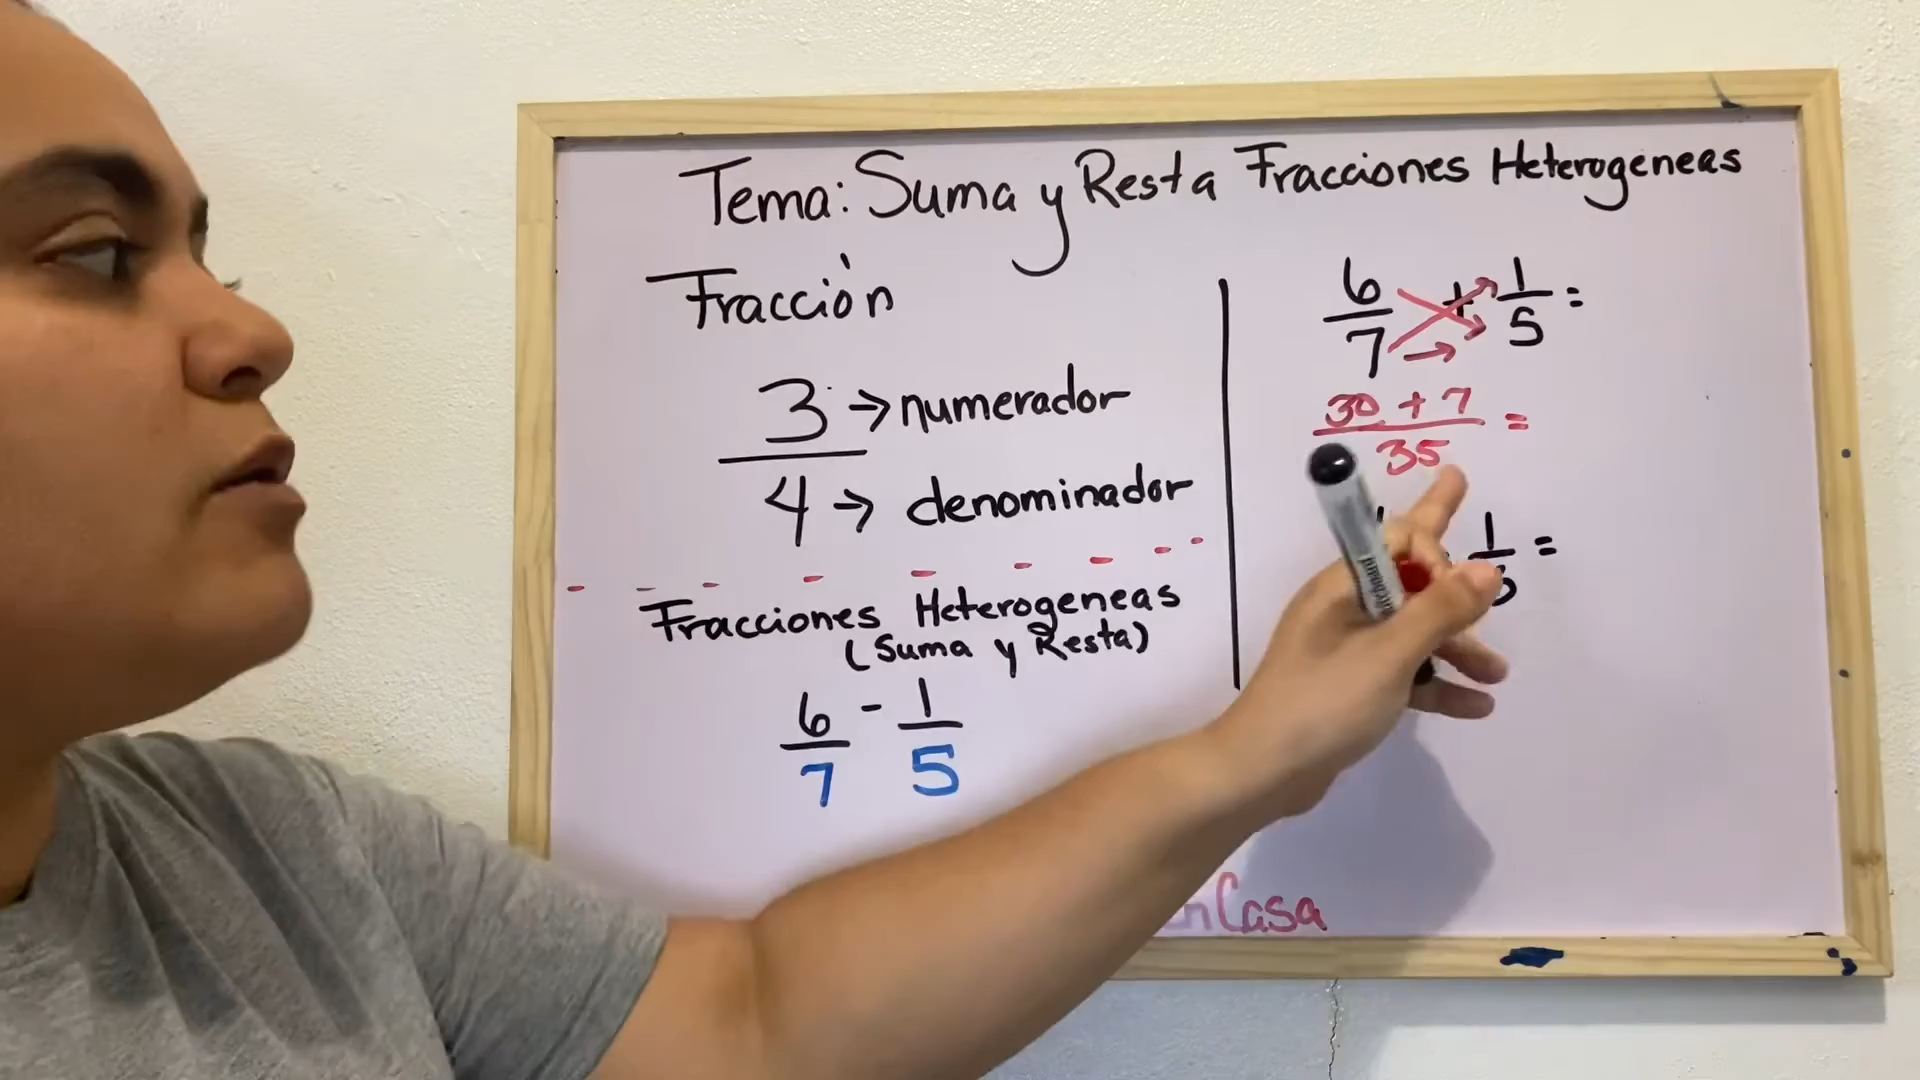 Tema: Suma y Resta Fracciones Heterogeneas
Fracción
3 → numerador
4 → denominador
Fracciones Heterogeneas
(Suma y Resta)
6 - 1
7 5
6 + 1 =
7 → 5
30 + 7 =
35
1 =
Casa